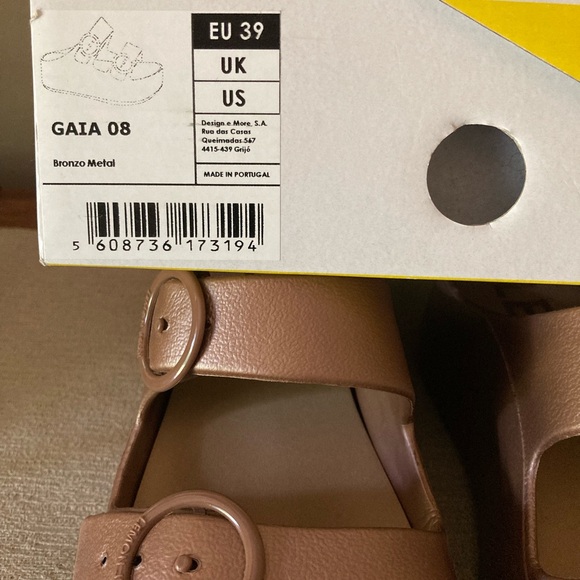 EU 39
UK
US
GAIA 08
Bronzo Metal
Design e More, S.A.
Rua das Casas
Queimadas 567
4415-439 Grijó
MADE IN PORTUGAL
5 608736 173194